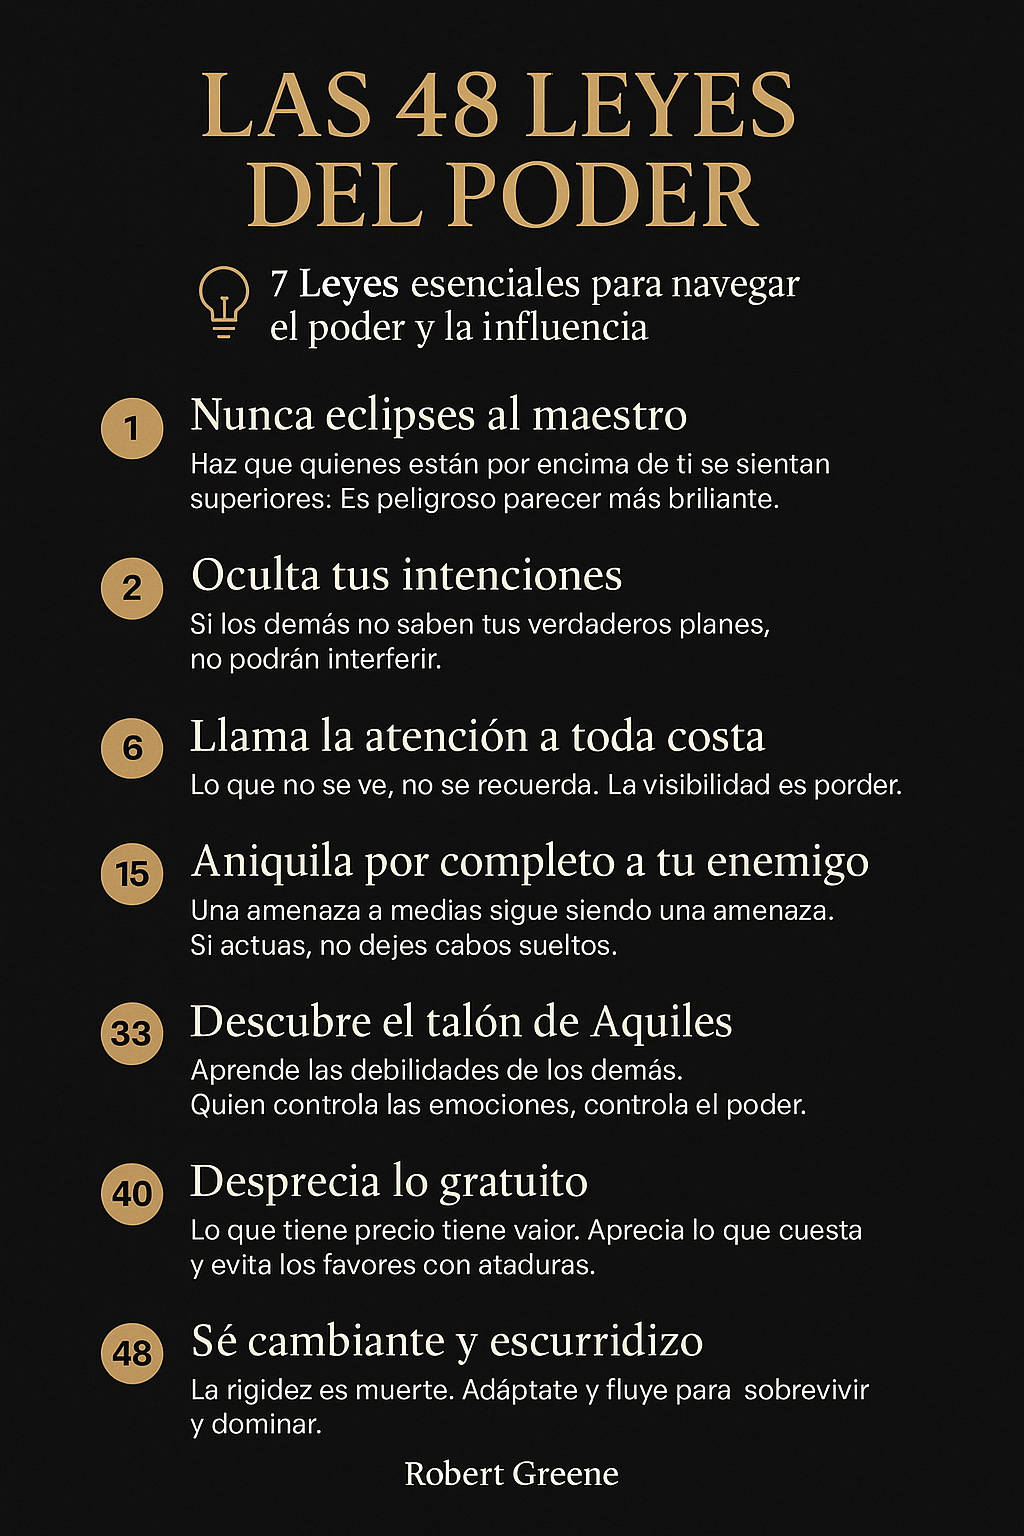 LAS 48 LEYES
DEL PODER
7 Leyes esenciales para navegar
el poder y la influencia
1
Nunca eclipses al maestro
Haz que quienes están por encima de ti se sientan
superiores: Es peligroso parecer más briliante.
2
Oculta tus intenciones
Si los demás no saben tus verdaderos planes,
no podrán interferir.
6
Llama la atención a toda costa
Lo que no se ve, no se recuerda. La visibilidad es porder.
15
Aniquila por completo a tu enemigo
Una amenaza a medias sigue siendo una amenaza.
Si actuas, no dejes cabos sueltos.
33
Descubre el talón de Aquiles
Aprende las debilidades de los demás.
Quien controla las emociones, controla el poder.
40
Desprecia lo gratuito
Lo que tiene precio tiene vaior. Aprecia lo que cuesta
y evita los favores con ataduras.
48
Sé cambiante y escurridizo
La rigidez es muerte. Adáptate y fluye para sobrevivir
y dominar.
Robert Greene